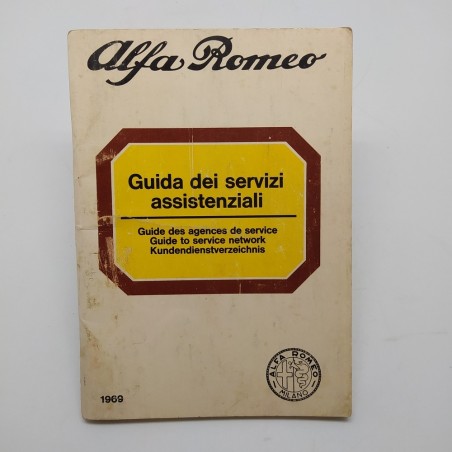 Alfa Romeo
Guida dei servizi
assistenziali
Guide des agences de service
Guide to service network
Kundendienstverzeichnis
ALFA ROMEO
MILANO
1969